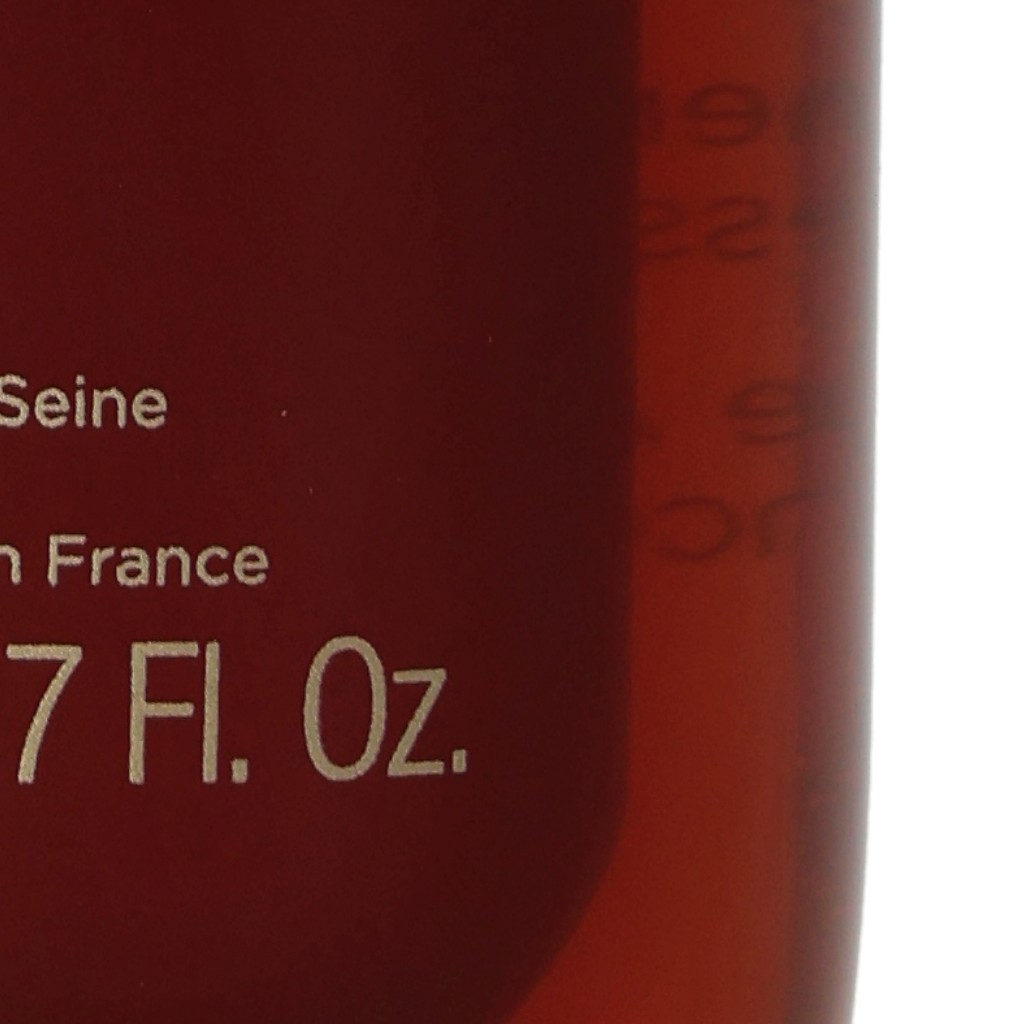 Seine
n France
7 Fl. Oz.